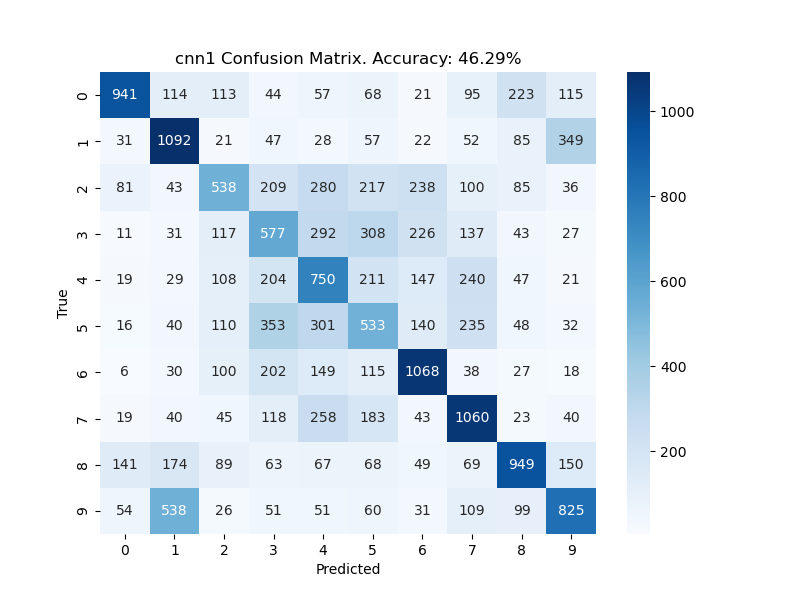 cnn1 Confusion Matrix. Accuracy: 46.29%
0 941 114 113 44 57 68 21 95 223 115
1 31 1092 21 47 28 57 22 52 85 349
2 81 43 538 209 280 217 238 100 85 36
3 11 31 117 577 292 308 226 137 43 27
4 19 29 108 204 750 211 147 240 47 21
5 16 40 110 353 301 533 140 235 48 32
6 6 30 100 202 149 115 1068 38 27 18
7 19 40 45 118 258 183 43 1060 23 40
8 141 174 89 63 67 68 49 69 949 150
9 54 538 26 51 51 60 31 109 99 825
0 1 2 3 4 5 6 7 8 9
Predicted
True
1000
800
600
400
200